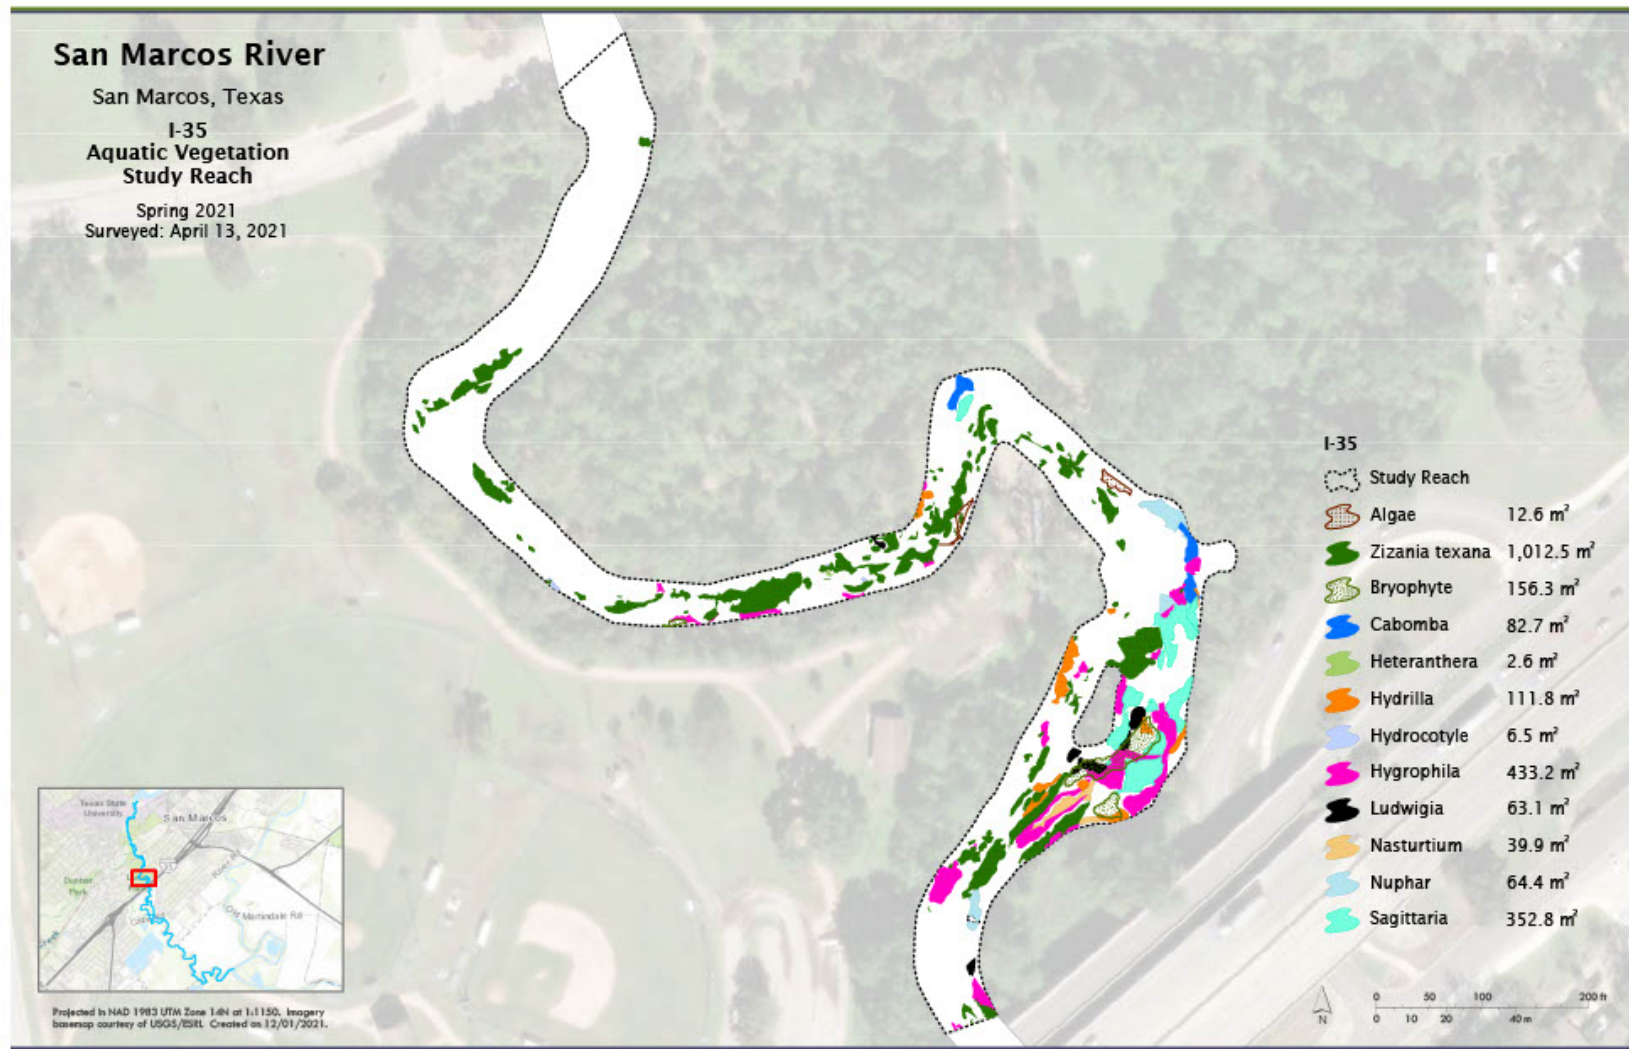 San Marcos River
San Marcos, Texas
I-35
Aquatic Vegetation
Study Reach
Spring 2021
Surveyed: April 13, 2021
I-35
Study Reach
Algae 12.6 m²
Zizania texana 1,012.5 m²
Bryophyte 156.3 m²
Cabomba 82.7 m²
Heteranthera 2.6 m²
Hydrilla 111.8 m²
Hydrocotyle 6.5 m²
Hygrophila 433.2 m²
Ludwigia 63.1 m²
Nasturtium 39.9 m²
Nuphar 64.4 m²
Sagittaria 352.8 m²
Texas State
University
San Marcos
Dunbar
Park
Old Martindale Rd
N
0 50 100 200 ft
0 10 20 40 m
Projected in NAD 1983 UTM Zone 14N at 1:1150. Imagery
basemap courtesy of USGS/ESRI. Created on 12/01/2021.